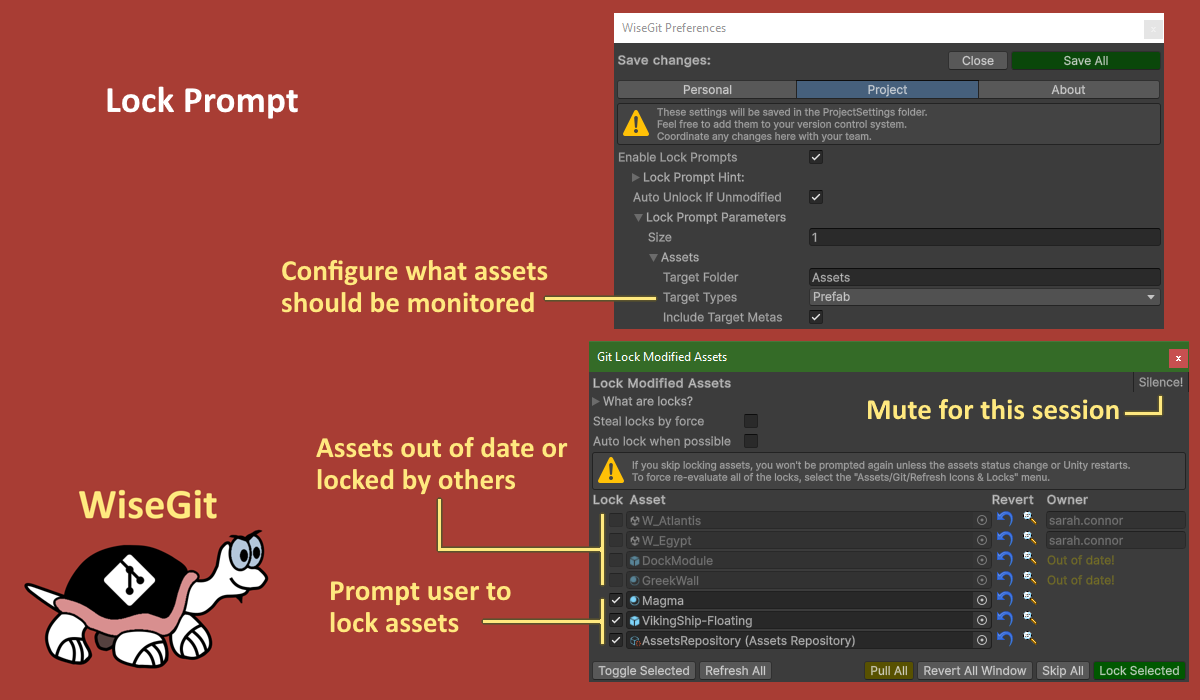 Lock Prompt
WiseGit Preferences
x
Save changes:
Close
Save All
Personal
Project
About
These settings will be saved in the ProjectSettings folder.
Feel free to add them to your version control system.
Coordinate any changes here with your team.
Enable Lock Prompts
Lock Prompt Hint:
Auto Unlock If Unmodified
Lock Prompt Parameters
Size
1
Assets
Target Folder
Assets
Target Types
Prefab
Include Target Metas
Configure what assets
should be monitored
Git Lock Modified Assets
x
Lock Modified Assets
Silence!
What are locks?
Steal locks by force
Auto lock when possible
Mute for this session
If you skip locking assets, you won't be prompted again unless the assets status change or Unity restarts.
To force re-evaluate all of the locks, select the "Assets/Git/Refresh Icons & Locks" menu.
Lock Asset Revert Owner
W_Atlantis sarah.connor
W_Egypt sarah.connor
DockModule Out of date!
GreekWall Out of date!
Magma
VikingShip-Floating
AssetsRepository (Assets Repository)
Toggle Selected
Refresh All
Pull All
Revert All Window
Skip All
Lock Selected
Assets out of date or
locked by others
Prompt user to
lock assets
WiseGit